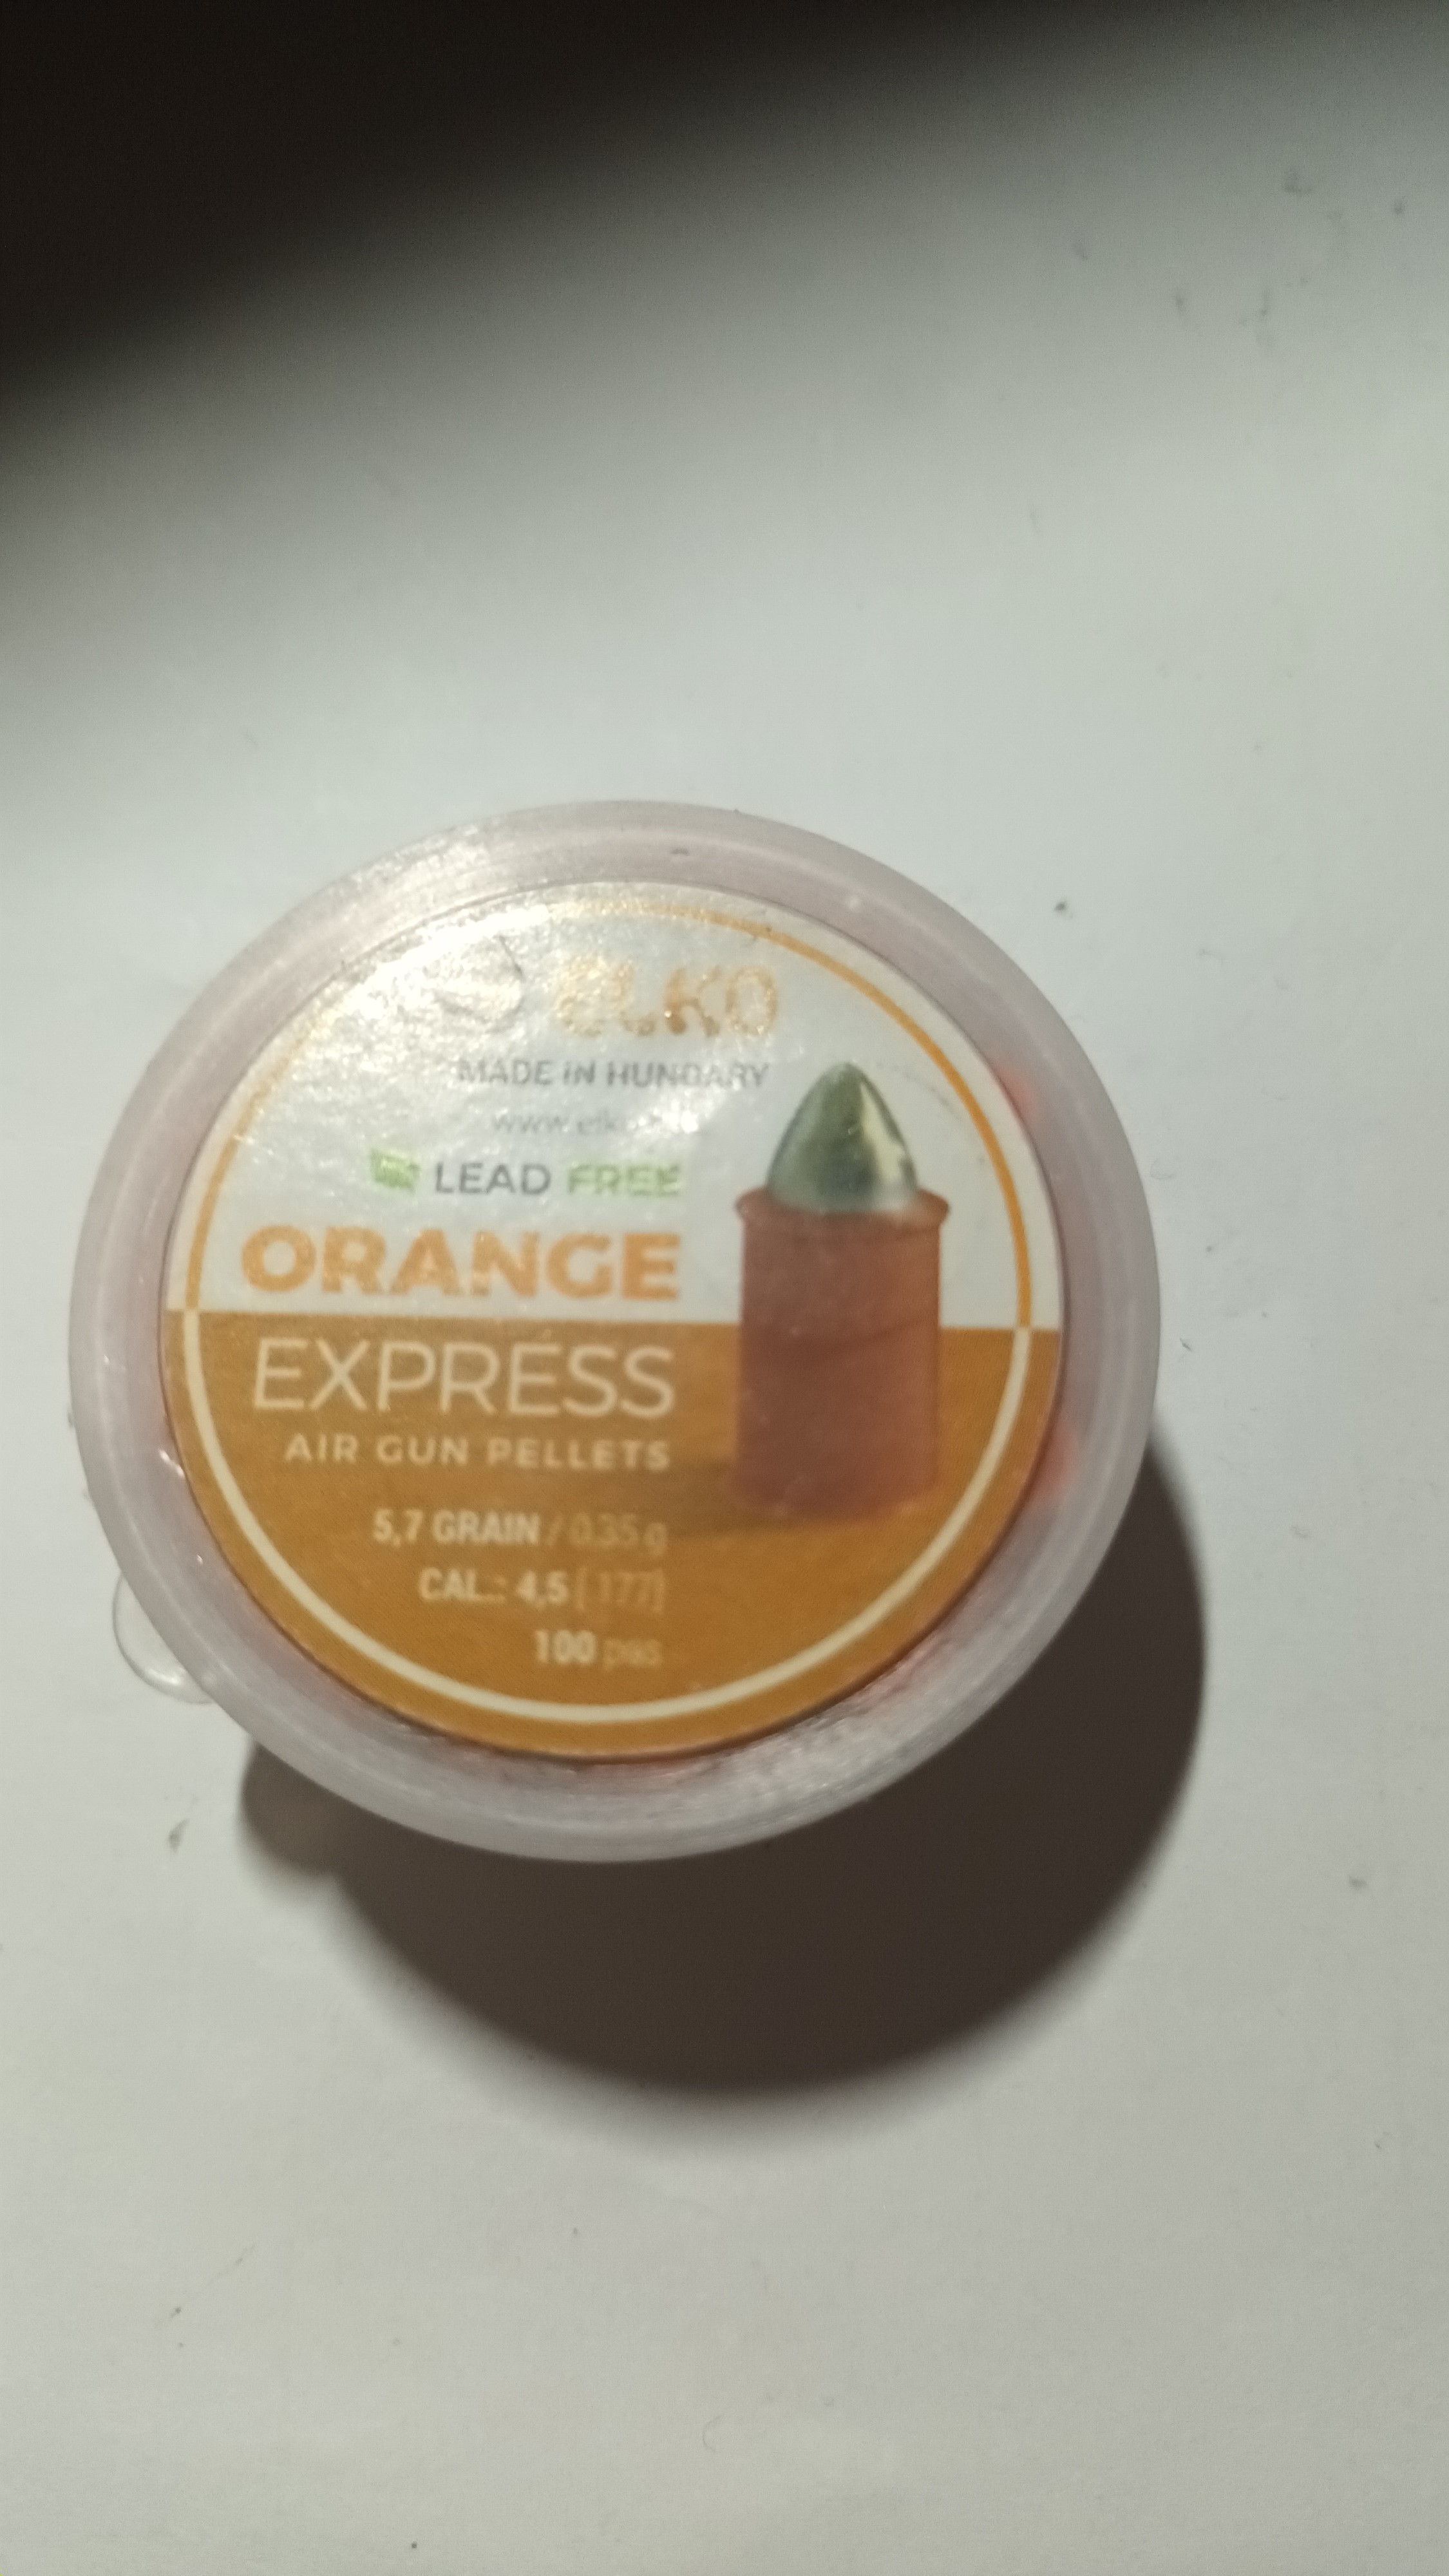 ELKO
MADE IN HUNGARY
LEAD FREE
ORANGE
EXPRESS
AIR GUN PELLETS
5,7 GRAIN / 0.35 g
CAL.: 4,5 (.177)
100 pcs